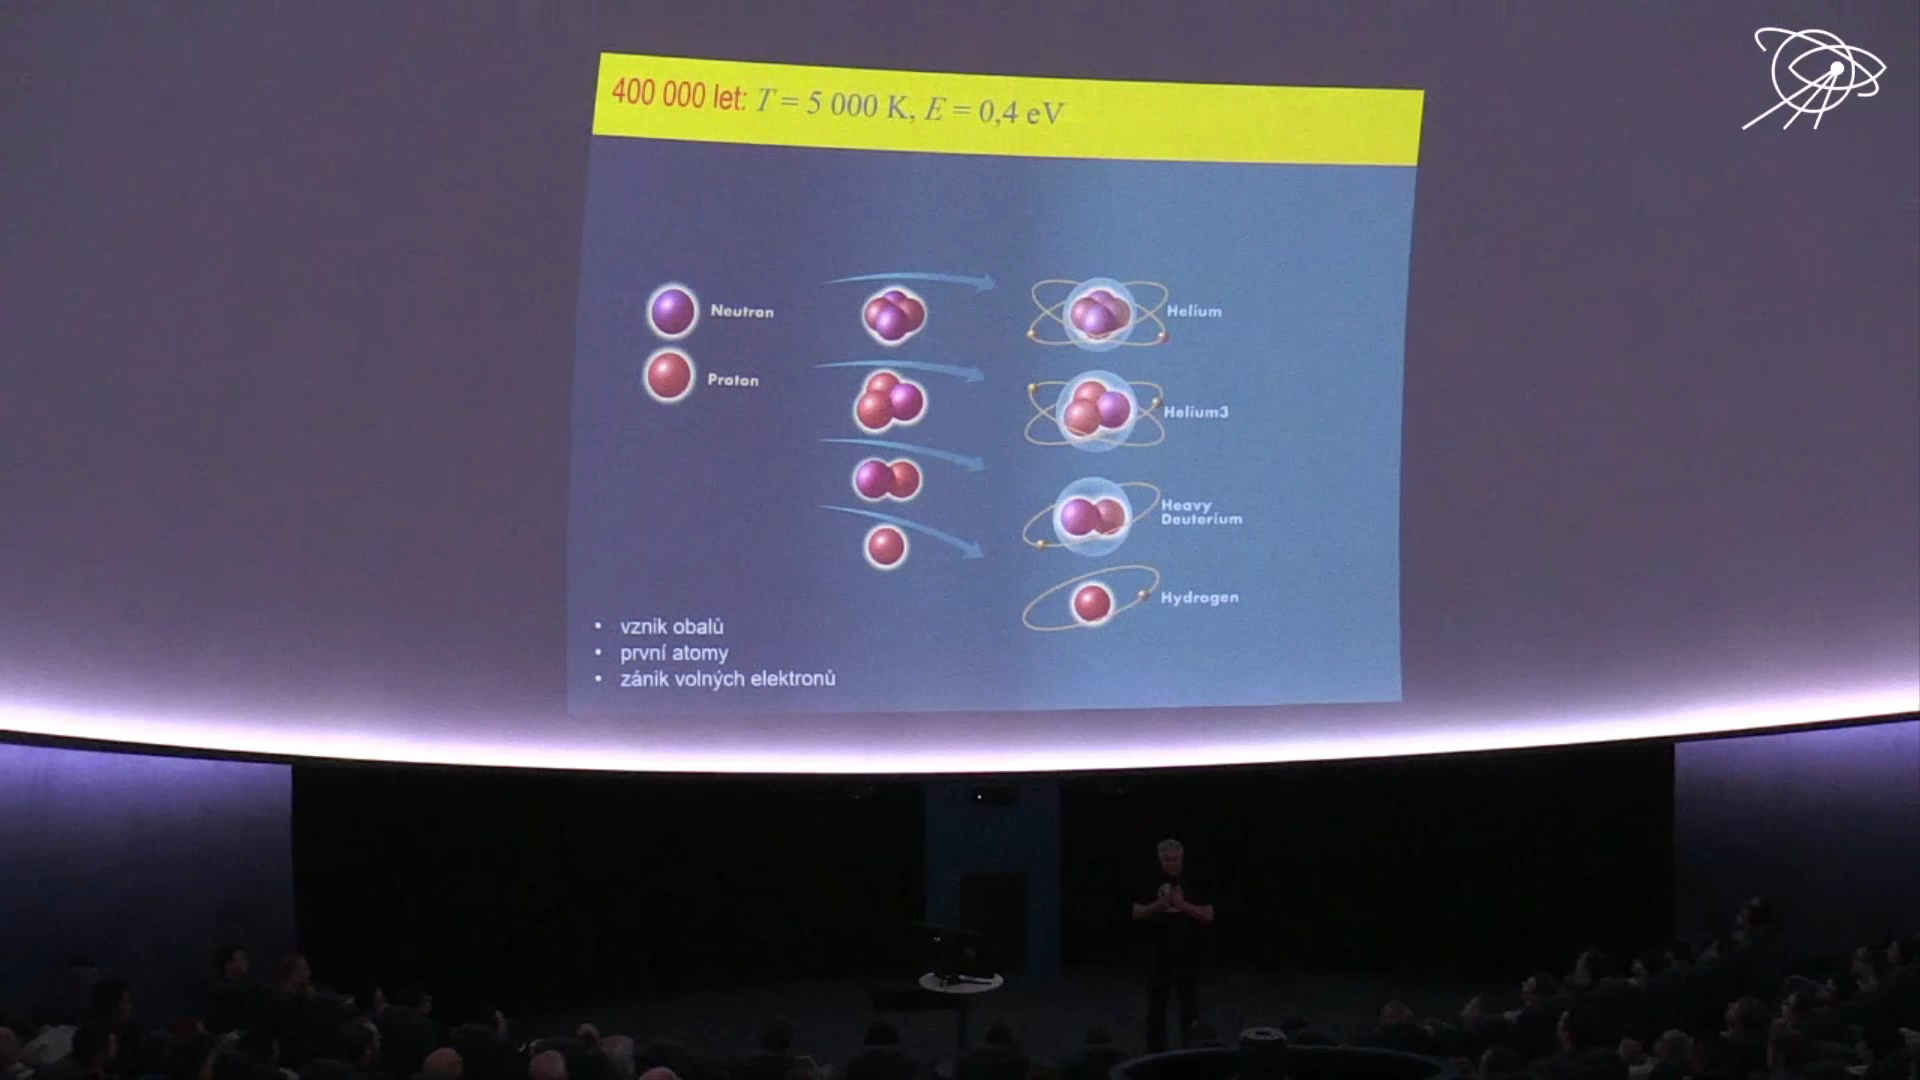 400 000 let: T = 5 000 K, E = 0,4 eV
Neutron
Proton
Helium
Helium3
Heavy
Deuterium
Hydrogen
• vznik obalů
• první atomy
• zánik volných elektronů